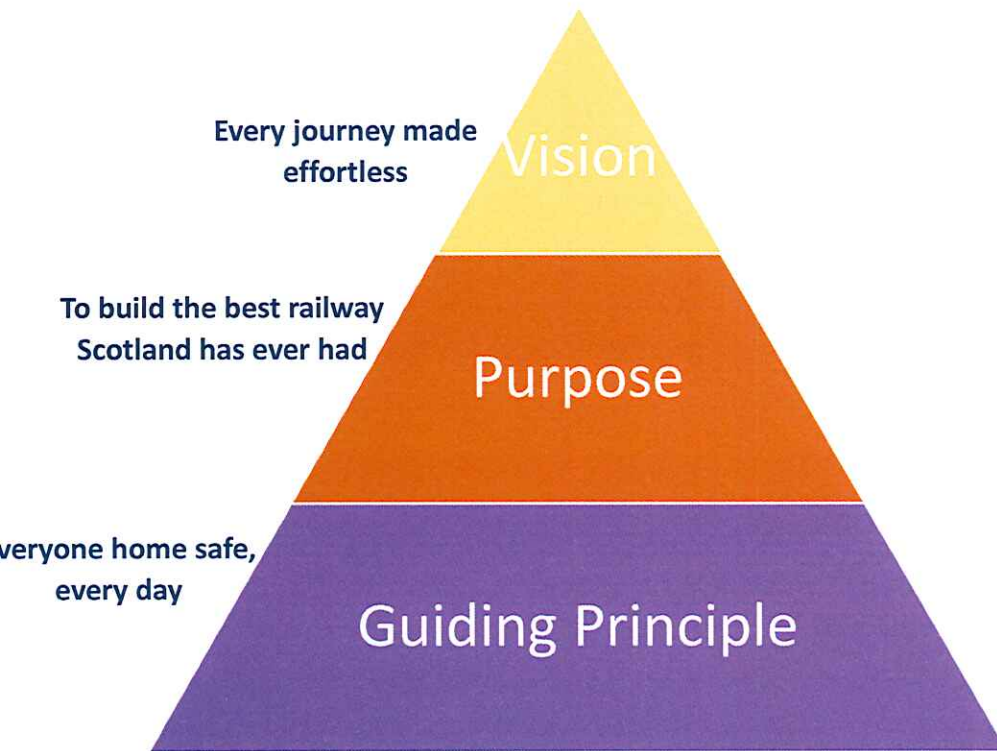 Every journey made
effortless
Vision
To build the best railway
Scotland has ever had
Purpose
veryone home safe,
every day
Guiding Principle